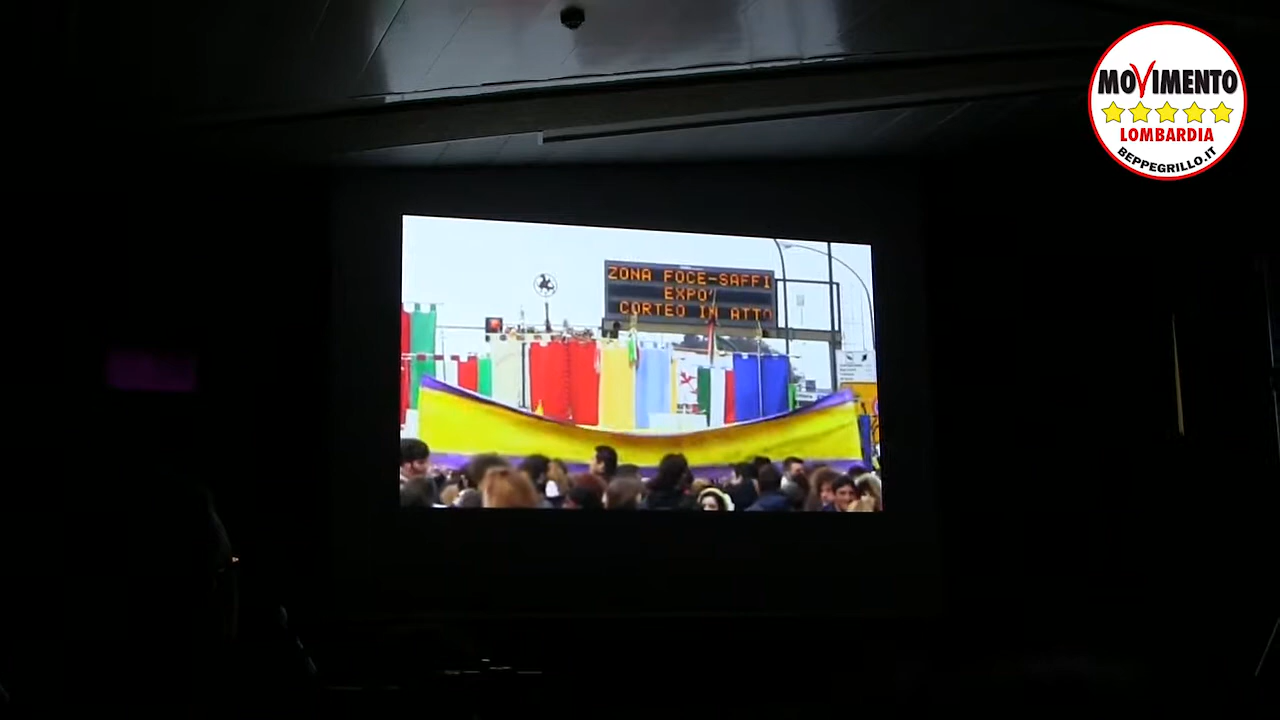 MOVIMENTO
LOMBARDIA
BEPPEGRILLO.IT
ZONA FOCE-SAFFI
EXPO'
CORTEO IN ATTO